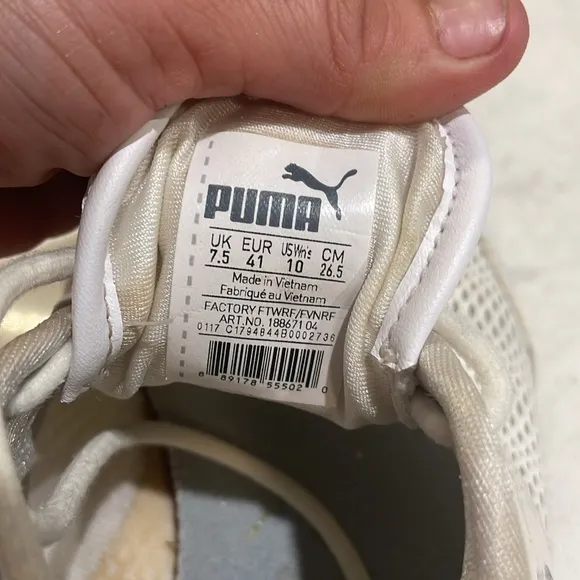 PUMA
UK EUR US Wn's CM
7.5 41 10 26.5
Made in Vietnam
Fabriqué au Vietnam
FACTORY FTWRF/FVNRF
ART.NO. 188671 04
0117 C1794B44B0002736
8 89178 55502 0